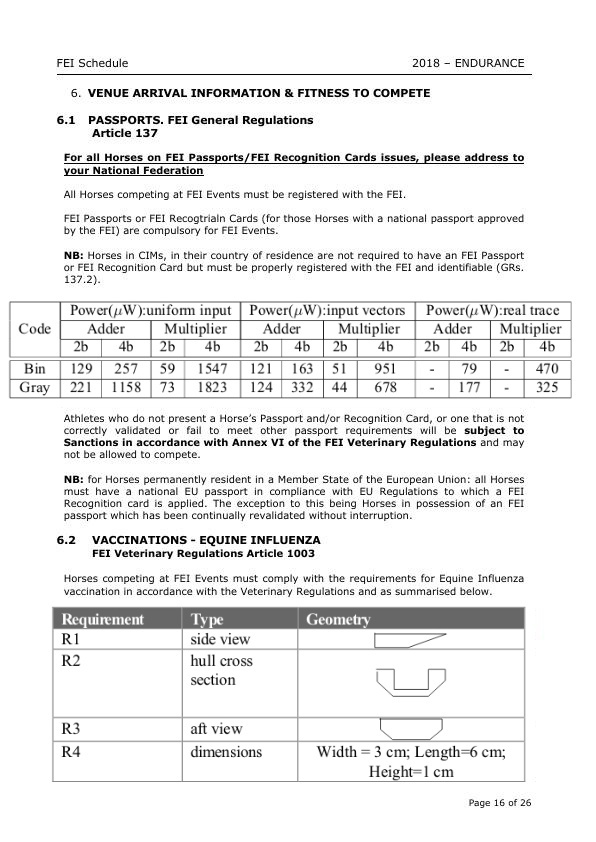 FEI Schedule 2018 – ENDURANCE
6. VENUE ARRIVAL INFORMATION & FITNESS TO COMPETE
6.1 PASSPORTS. FEI General Regulations
Article 137
For all Horses on FEI Passports/FEI Recognition Cards issues, please address to
your National Federation
All Horses competing at FEI Events must be registered with the FEI.
FEI Passports or FEI Recogtrialn Cards (for those Horses with a national passport approved
by the FEI) are compulsory for FEI Events.
NB: Horses in CIMs, in their country of residence are not required to have an FEI Passport
or FEI Recognition Card but must be properly registered with the FEI and identifiable (GRs.
137.2).
Power(μW):uniform input Power(μW):input vectors Power(μW):real trace
Code Adder Multiplier Adder Multiplier Adder Multiplier
2b 4b 2b 4b 2b 4b 2b 4b 2b 4b 2b 4b
Bin 129 257 59 1547 121 163 51 951 - 79 - 470
Gray 221 1158 73 1823 124 332 44 678 - 177 - 325
Athletes who do not present a Horse's Passport and/or Recognition Card, or one that is not
correctly validated or fail to meet other passport requirements will be subject to
Sanctions in accordance with Annex VI of the FEI Veterinary Regulations and may
not be allowed to compete.
NB: for Horses permanently resident in a Member State of the European Union: all Horses
must have a national EU passport in compliance with EU Regulations to which a FEI
Recognition card is applied. The exception to this being Horses in possession of an FEI
passport which has been continually revalidated without interruption.
6.2 VACCINATIONS - EQUINE INFLUENZA
FEI Veterinary Regulations Article 1003
Horses competing at FEI Events must comply with the requirements for Equine Influenza
vaccination in accordance with the Veterinary Regulations and as summarised below.
Requirement Type Geometry
R1 side view
R2 hull cross
section
R3 aft view
R4 dimensions Width = 3 cm; Length=6 cm;
Height=1 cm
Page 16 of 26